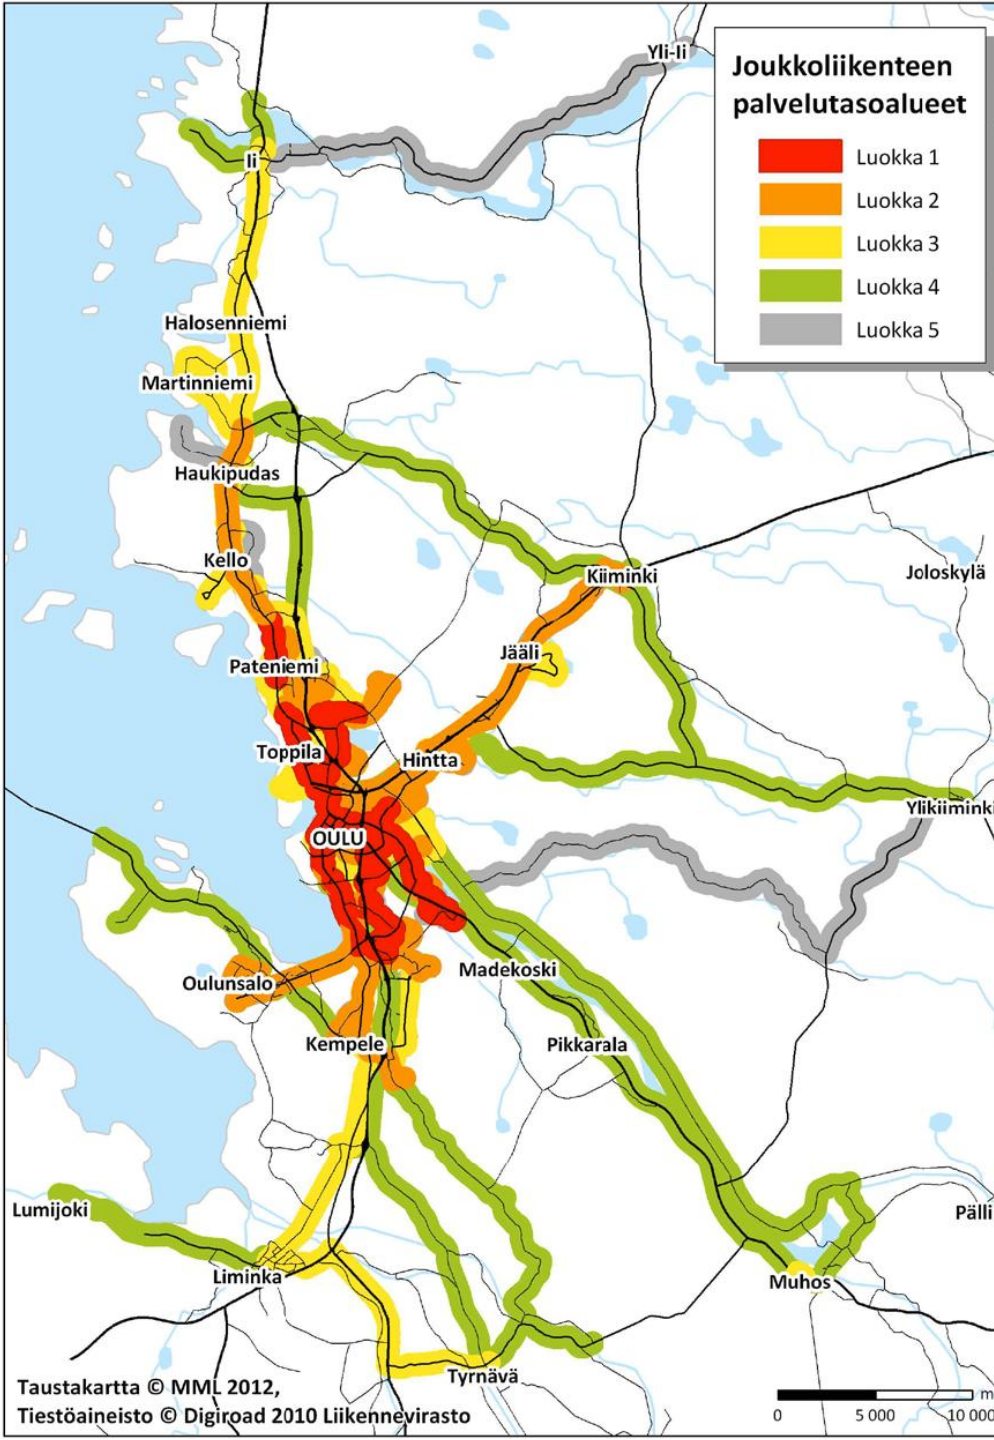 Yli-Ii
Joukkoliikenteen
palvelutasoalueet
Luokka 1
Luokka 2
Luokka 3
Luokka 4
Luokka 5
Ii
Halosenniemi
Martinniemi
Haukipudas
Kello
Kiiminki
Joloskylä
Jääli
Pateniemi
Toppila
Hintta
Ylikiiminki
OULU
Madekoski
Oulunsalo
Kempele
Pikkarala
Lumijoki
Pälli
Liminka
Muhos
Tyrnävä
Taustakartta © MML 2012,
Tiestöaineisto © Digiroad 2010 Liikennevirasto
m
0 5 000 10 000